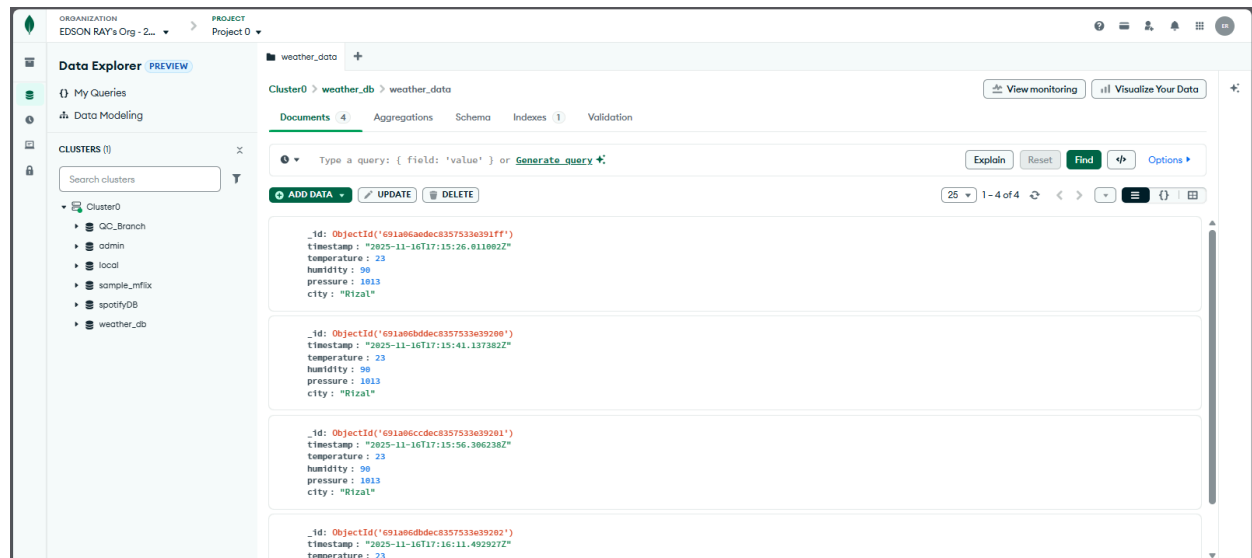 ORGANIZATION
EDSON RAY's Org - 2...
PROJECT
Project 0
Data Explorer PREVIEW
{} My Queries
Data Modeling
CLUSTERS (1)
Search clusters
Cluster0
QC_Branch
admin
local
sample_mflix
spotifyDB
weather_db
weather_data +
Cluster0 > weather_db > weather_data
View monitoring
Visualize Your Data
Documents 4 Aggregations Schema Indexes 1 Validation
Type a query: { field: 'value' } or Generate query
Explain Reset Find </> Options
ADD DATA UPDATE DELETE
25 1 – 4 of 4 {}
_id: ObjectId('691a06aedec8357533e391ff')
timestamp : "2025-11-16T17:15:26.011002Z"
temperature : 23
humidity : 90
pressure : 1013
city : "Rizal"
_id: ObjectId('691a06bddec8357533e39200')
timestamp : "2025-11-16T17:15:41.137382Z"
temperature : 23
humidity : 90
pressure : 1013
city : "Rizal"
_id: ObjectId('691a06ccdec8357533e39201')
timestamp : "2025-11-16T17:15:56.306238Z"
temperature : 23
humidity : 90
pressure : 1013
city : "Rizal"
_id: ObjectId('691a06dbdec8357533e39202')
timestamp : "2025-11-16T17:16:11.492927Z"
temperature : 23